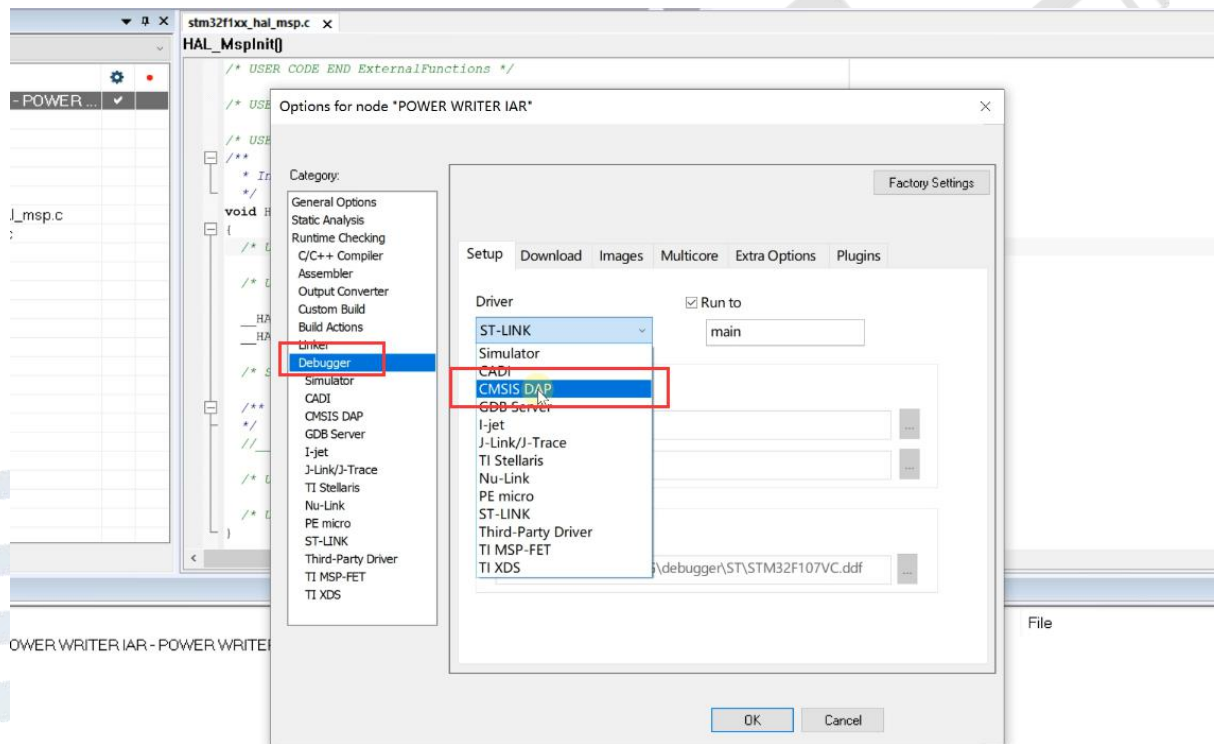 stm32f1xx_hal_msp.c x
HAL_MspInit()
/* USER CODE END ExternalFunctions */
- POWER ...
/* USE
Options for node "POWER WRITER IAR"
/* USE
/**
* In
*/
l_msp.c
void H
{
/* U
/* U
__HA
__HA
/* S
/**
*/
//
/* U
/* U
}
Category:
General Options
Static Analysis
Runtime Checking
C/C++ Compiler
Assembler
Output Converter
Custom Build
Build Actions
Linker
Debugger
Simulator
CADI
CMSIS DAP
GDB Server
I-jet
J-Link/J-Trace
TI Stellaris
Nu-Link
PE micro
ST-LINK
Third-Party Driver
TI MSP-FET
TI XDS
Factory Settings
Setup Download Images Multicore Extra Options Plugins
Driver
Run to
ST-LINK
main
Simulator
CADI
CMSIS DAP
GDB Server
I-jet
J-Link/J-Trace
TI Stellaris
Nu-Link
PE micro
ST-LINK
Third-Party Driver
TI MSP-FET
TI XDS
\debugger\ST\STM32F107VC.ddf
...
...
...
OK Cancel
File
OWER WRITER IAR - POWER WRITER